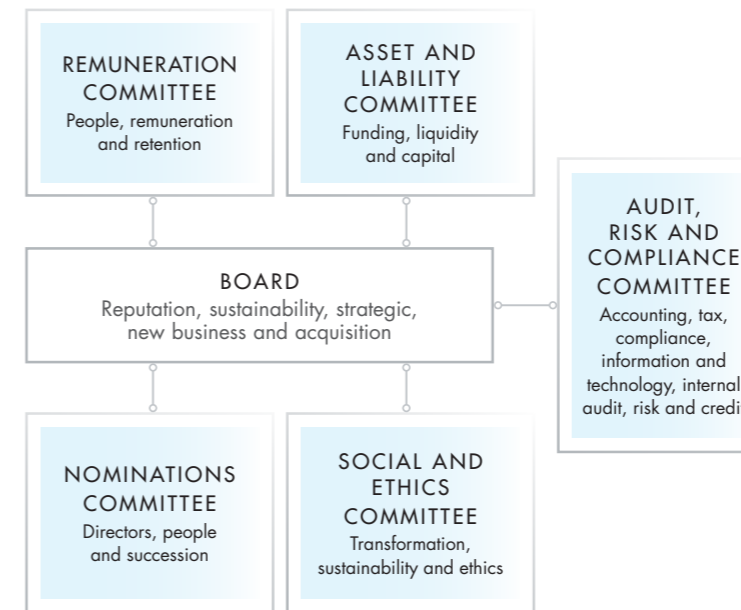 REMUNERATION
COMMITTEE
People, remuneration
and retention
ASSET AND
LIABILITY
COMMITTEE
Funding, liquidity
and capital
AUDIT,
RISK AND
COMPLIANCE
COMMITTEE
Accounting, tax,
compliance,
information and
technology, internal
audit, risk and credi
BOARD
Reputation, sustainability, strategic,
new business and acquisition
NOMINATIONS
COMMITTEE
Directors, people
and succession
SOCIAL AND
ETHICS
COMMITTEE
Transformation,
sustainability and ethics